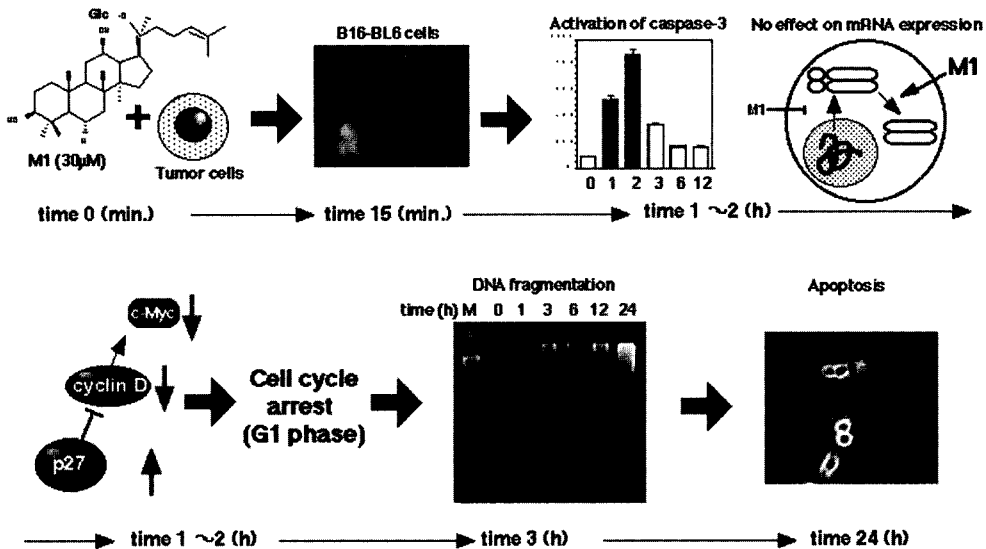 Glc -o
OH
HO
M1 (30μM)
+
Tumor cells
B16-BL6 cells
Activation of caspase-3
0 1 2 3 6 12
No effect on mRNA expression
M1
M1
time 0 (min.)
time 15 (min.)
time 1 ~2 (h)
c-Myc
cyclin D
p27
Cell cycle
arrest
(G1 phase)
DNA fragmentation
time (h) M 0 1 3 6 12 24
Apoptosis
time 1 ~2 (h)
time 3 (h)
time 24 (h)